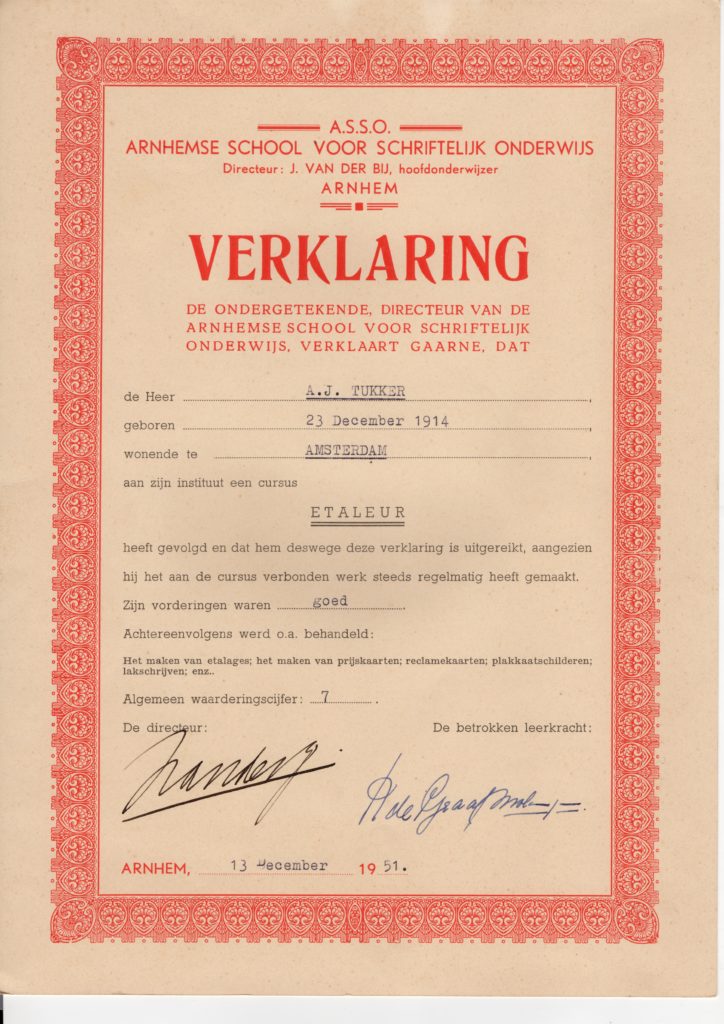 A.S.S.O.
ARNHEMSE SCHOOL VOOR SCHRIFTELIJK ONDERWIJS
Directeur: J. VAN DER BIJ, hoofdonderwijzer
ARNHEM
VERKLARING
DE ONDERGETEKENDE, DIRECTEUR VAN DE
ARNHEMSE SCHOOL VOOR SCHRIFTELIJK
ONDERWIJS, VERKLAART GAARNE, DAT
de Heer A.J. TUKKER,
geboren 23 December 1914,
wonende te AMSTERDAM,
aan zijn instituut een cursus
ETALEUR
heeft gevolgd en dat hem deswege deze verklaring is uitgereikt, aangezien
hij het aan de cursus verbonden werk steeds regelmatig heeft gemaakt.
Zijn vorderingen waren goed.
Achtereenvolgens werd o.a. behandeld:
Het maken van etalages; het maken van prijskaarten; reclamekaarten; plakkaatschilderen;
lakschrijven; enz..
Algemeen waarderingscijfer: 7.
De directeur: De betrokken leerkracht:
H de Graaf
ARNHEM, 13 December 1951.